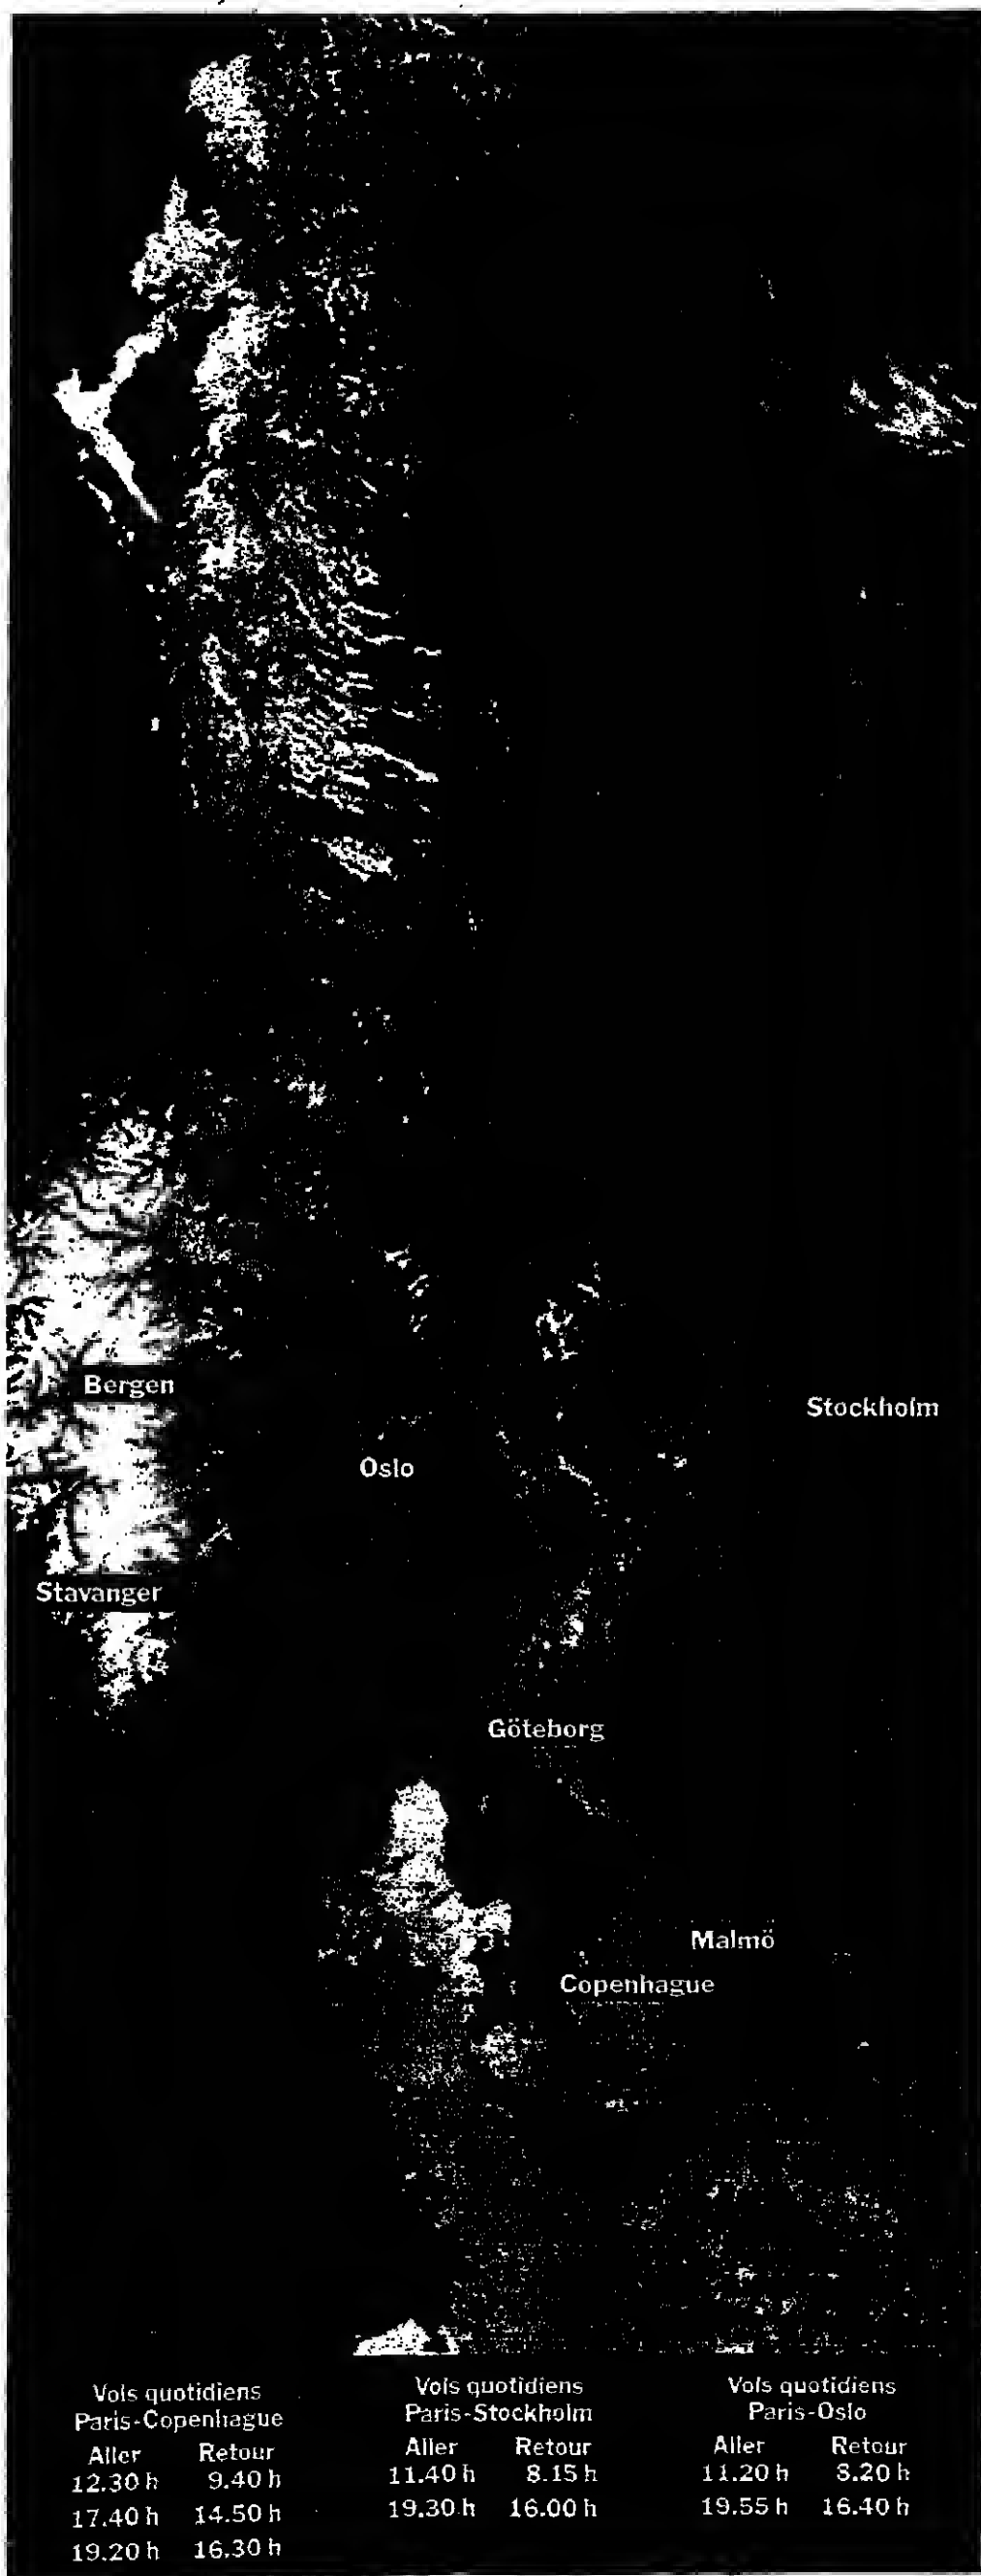 Bergen
Stockholm
Oslo
Stavanger
Göteborg
Malmö
Copenhague
Vols quotidiens
Paris-Copenhague
Aller Retour
12.30 h 9.40 h
17.40 h 14.50 h
19.20 h 16.30 h
Vols quotidiens
Paris-Stockholm
Aller Retour
11.40 h 8.15 h
19.30 h 16.00 h
Vols quotidiens
Paris-Oslo
Aller Retour
11.20 h 8.20 h
19.55 h 16.40 h